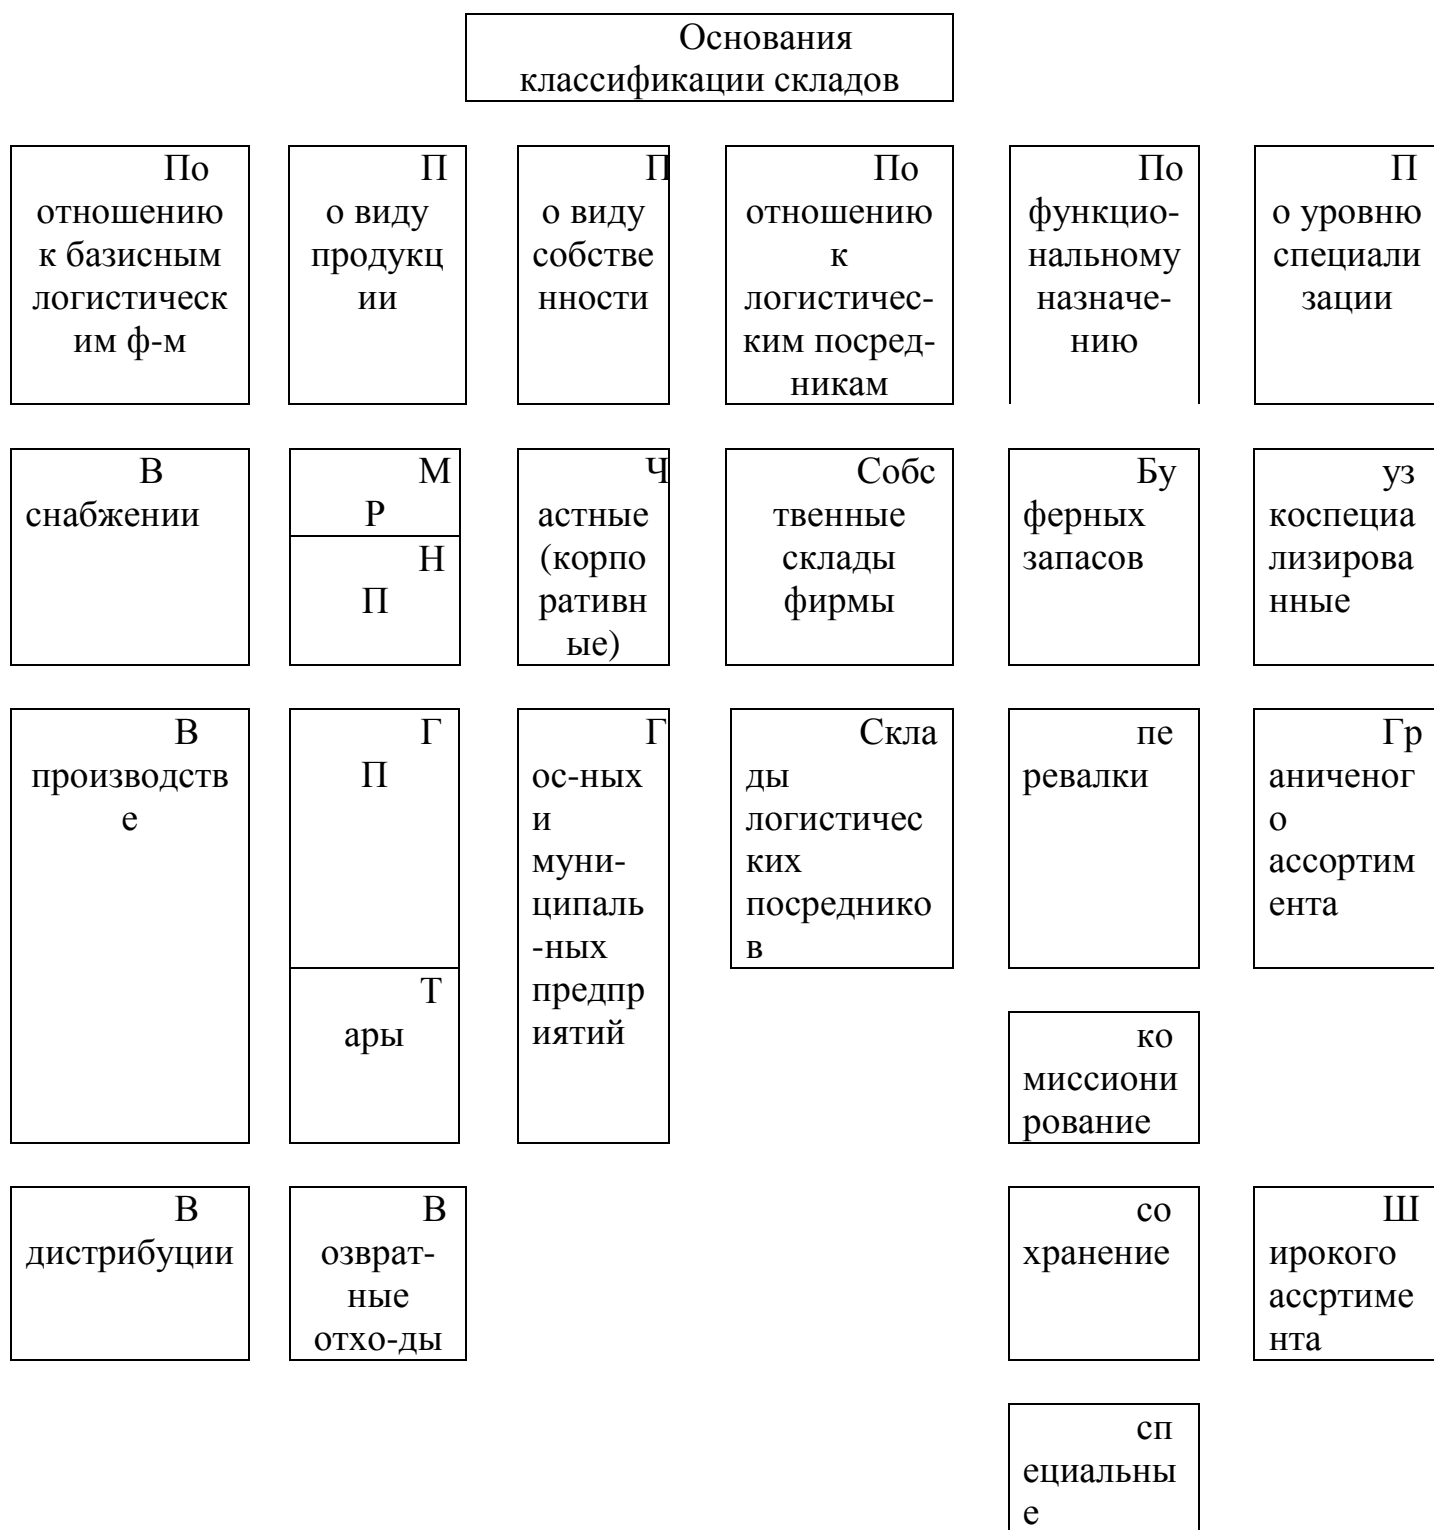 Основания
классификации складов
По
отношению
к базисным
логистическ
им ф-м
П
о виду
продукц
ии
П
о виду
собстве
нности
По
отношению
к
логистичес-
ким посред-
никам
По
функцио-
нальному
назначе-
нию
П
о уровню
специали
зации
В
снабжении
М
Р
Н
П
Ч
астные
(корпо
ративн
ые)
Собс
твенные
склады
фирмы
Бу
ферных
запасов
уз
коспециа
лизирова
нные
В
производств
е
Г
П
Т
ары
Г
ос-ных
и
муни-
ципаль
-ных
предпр
иятий
Скла
ды
логистичес
ких
посреднико
в
пе
ревалки
Гр
аниченог
о
ассортим
ента
ко
миссиони
рование
В
дистрибуции
В
озврат-
ные
отхо-ды
со
хранение
Ш
ирокого
ассртиме
нта
сп
ециальны
е